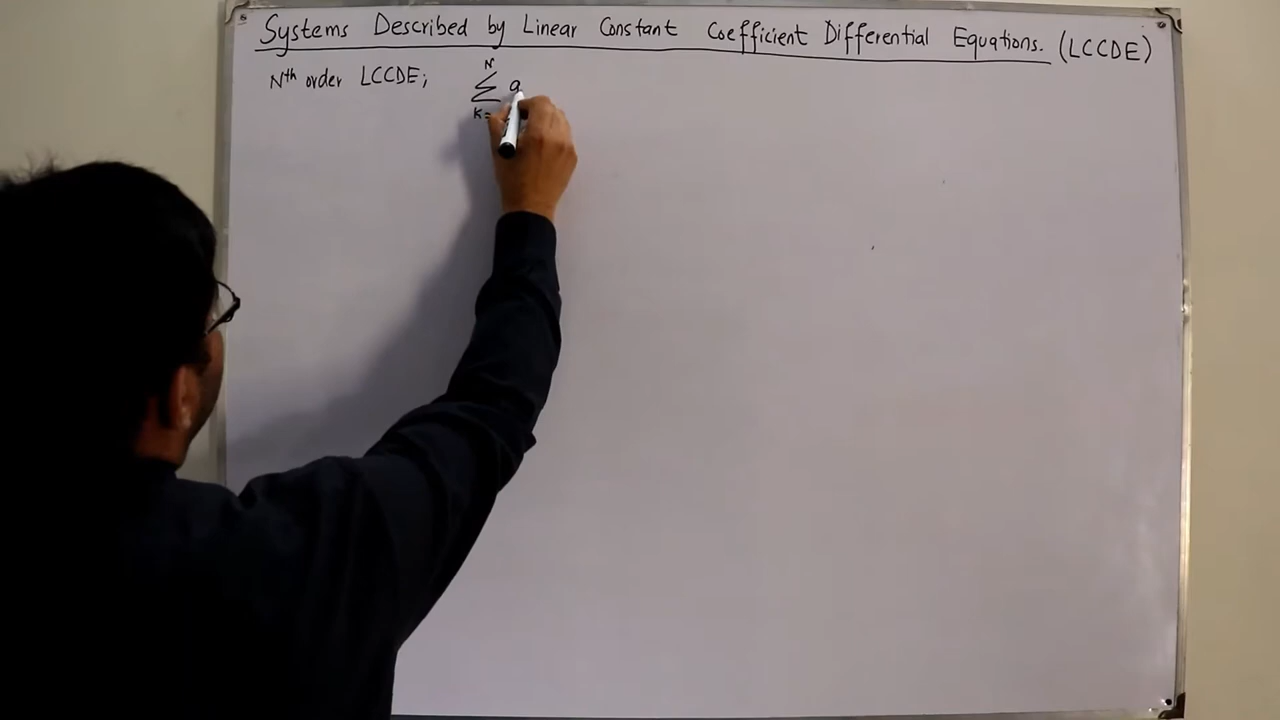 Systems Described by Linear Constant Coefficient Differential Equations. (LCCDE)
Nth order LCCDE; N Σ k= a